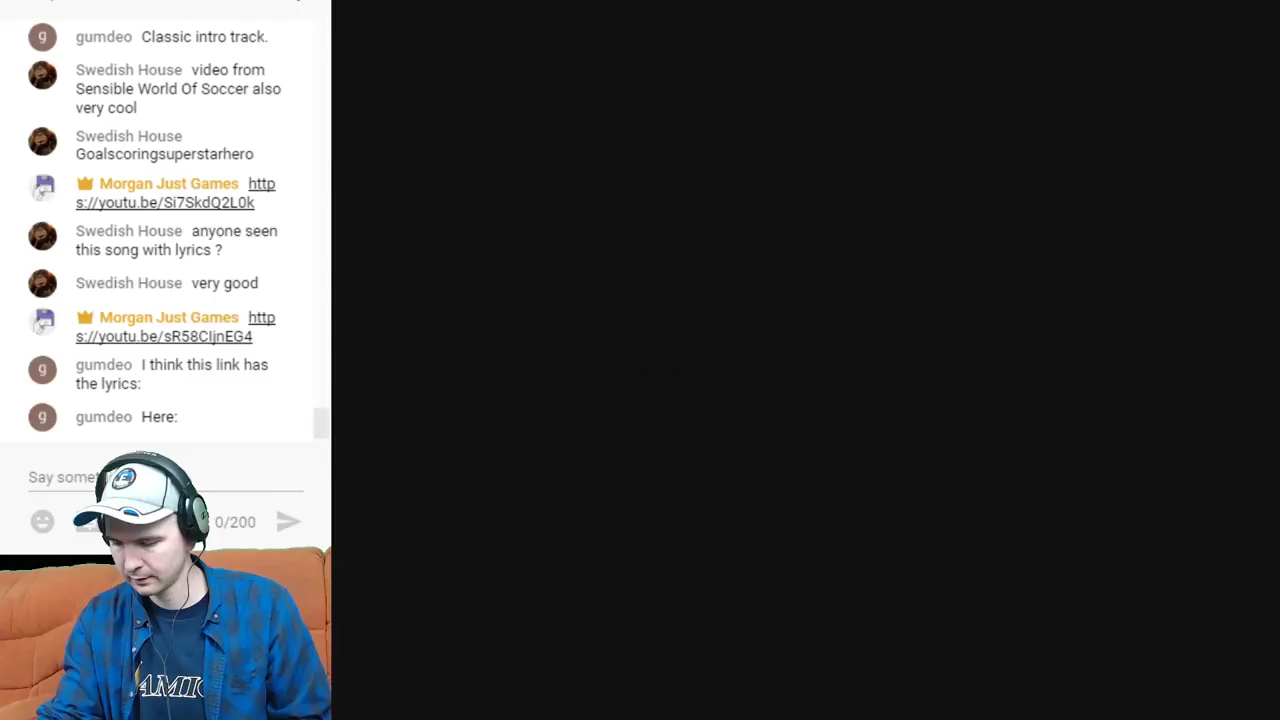 g
gumdeo Classic intro track.
Swedish House video from
Sensible World Of Soccer also
very cool
Swedish House
Goalscoringsuperstarhero
Morgan Just Games http
s://youtu.be/Si7SkdQ2L0k
Swedish House anyone seen
this song with lyrics ?
Swedish House very good
Morgan Just Games http
s://youtu.be/sR58CIjnEG4
g
gumdeo I think this link has
the lyrics:
g
gumdeo Here:
Say
0/200